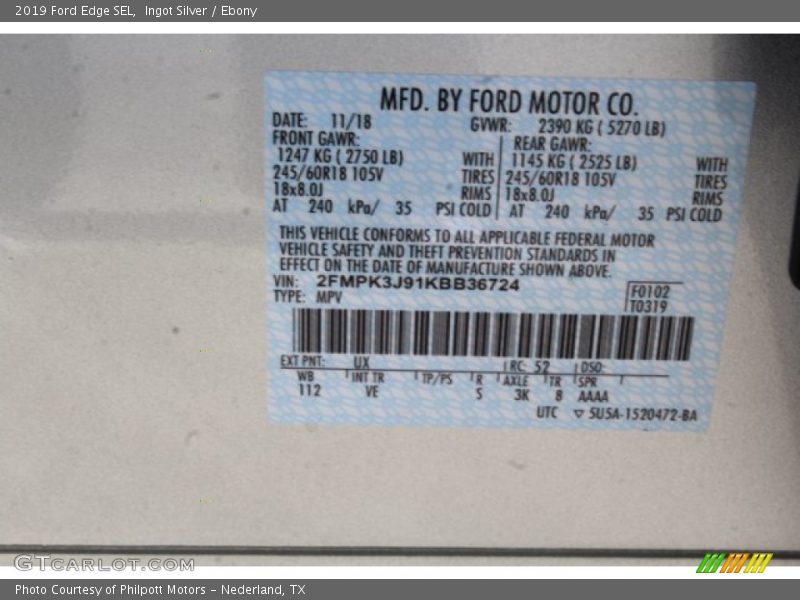 2019 Ford Edge SEL, Ingot Silver / Ebony
MFD. BY FORD MOTOR CO.
DATE: 11/18 GVWR: 2390 KG ( 5270 LB)
FRONT GAWR: REAR GAWR:
1247 KG ( 2750 LB) WITH 1145 KG ( 2525 LB) WITH
245/60R18 105V TIRES 245/60R18 105V TIRES
18x8.0J RIMS 18x8.0J RIMS
AT 240 kPa/ 35 PSI COLD AT 240 kPa/ 35 PSI COLD
THIS VEHICLE CONFORMS TO ALL APPLICABLE FEDERAL MOTOR
VEHICLE SAFETY AND THEFT PREVENTION STANDARDS IN
EFFECT ON THE DATE OF MANUFACTURE SHOWN ABOVE.
VIN: 2FMPK3J91KBB36724 F0102
TYPE: MPV T0319
EXT PNT: UX RC: 52 DSO:
WB INT TR TP/PS R AXLE TR SPR
112 VE S 3K 8 AAAA
UTC ▽ 5U5A-1520472-BA
GTCARLOT.COM
Photo Courtesy of Philpott Motors - Nederland, TX